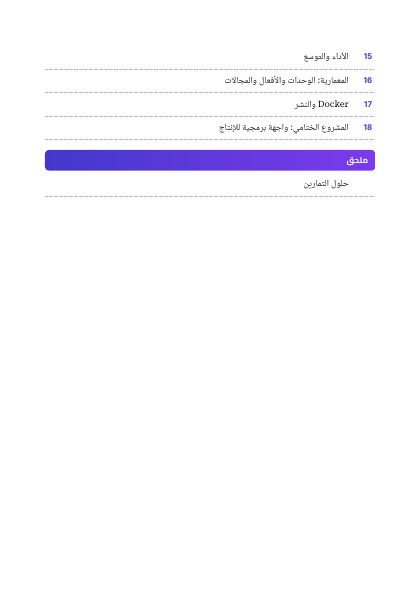 15 الأداء والتوسع
16 المعمارية: الوحدات والأفعال والمجالات
17 Docker والنشر
18 المشروع الختامي: واجهة برمجية للإنتاج
ملحق
حلول التمارين